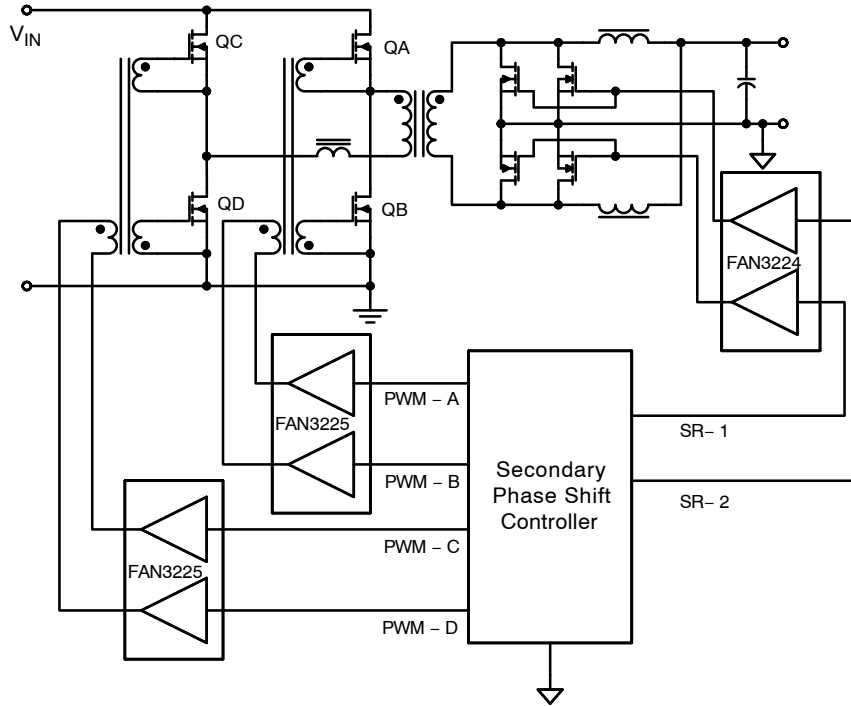 VIN
QC
QA
QD
QB
FAN3224
PWM – A
FAN3225
PWM – B
SR– 1
Secondary
Phase Shift
Controller
SR– 2
PWM – C
FAN3225
PWM – D